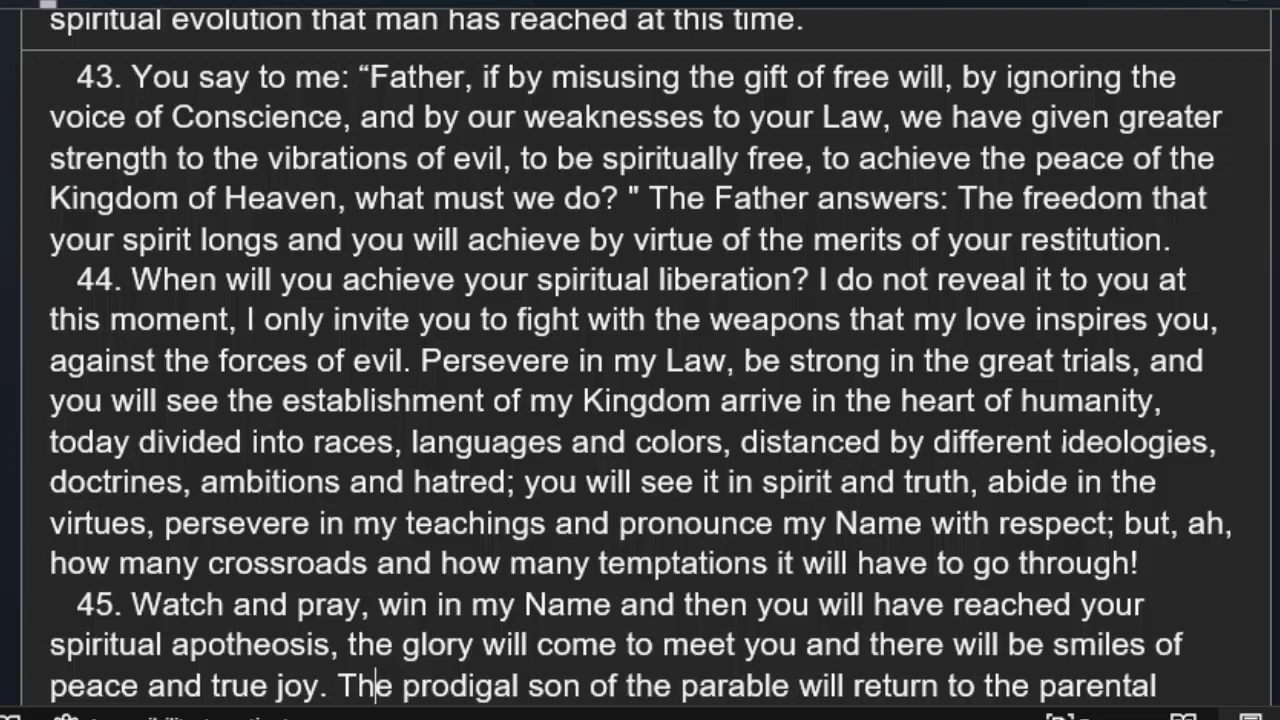 spiritual evolution that man has reached at this time.
43. You say to me: “Father, if by misusing the gift of free will, by ignoring the
voice of Conscience, and by our weaknesses to your Law, we have given greater
strength to the vibrations of evil, to be spiritually free, to achieve the peace of the
Kingdom of Heaven, what must we do? " The Father answers: The freedom that
your spirit longs and you will achieve by virtue of the merits of your restitution.
44. When will you achieve your spiritual liberation? I do not reveal it to you at
this moment, I only invite you to fight with the weapons that my love inspires you,
against the forces of evil. Persevere in my Law, be strong in the great trials, and
you will see the establishment of my Kingdom arrive in the heart of humanity,
today divided into races, languages and colors, distanced by different ideologies,
doctrines, ambitions and hatred; you will see it in spirit and truth, abide in the
virtues, persevere in my teachings and pronounce my Name with respect; but, ah,
how many crossroads and how many temptations it will have to go through!
45. Watch and pray, win in my Name and then you will have reached your
spiritual apotheosis, the glory will come to meet you and there will be smiles of
peace and true joy. The prodigal son of the parable will return to the parental